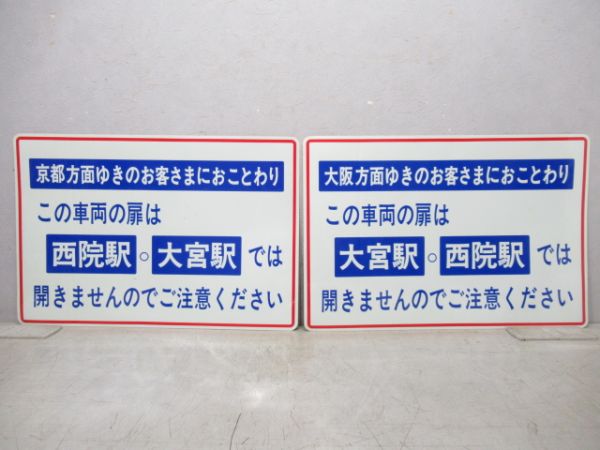 京都方面ゆきのお客さまにおことわり
この車両の扉は
西院駅。大宮駅では
開きませんのでご注意ください
大阪方面ゆきのお客さまにおことわり
この車両の扉は
大宮駅。西院駅では
開きませんのでご注意ください